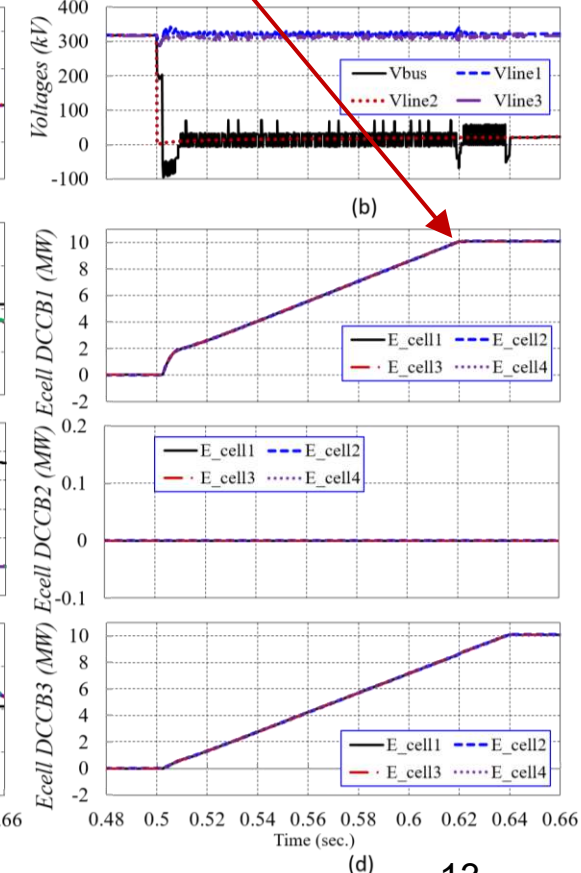 Voltages (kV)
400
300
200
100
0
-100
Vbus Vline1
Vline2 Vline3
(b)
Ecell DCCB1 (MW)
10
8
6
4
2
0
-2
E_cell1 E_cell2
E_cell3 E_cell4
Ecell DCCB2 (MW)
0.2
0.1
0
-0.1
E_cell1 E_cell2
E_cell3 E_cell4
Ecell DCCB3 (MW)
10
8
6
4
2
0
-2
E_cell1 E_cell2
E_cell3 E_cell4
.66 0.48 0.5 0.52 0.54 0.56 0.58 0.6 0.62 0.64 0.66
Time (sec.)
(d)